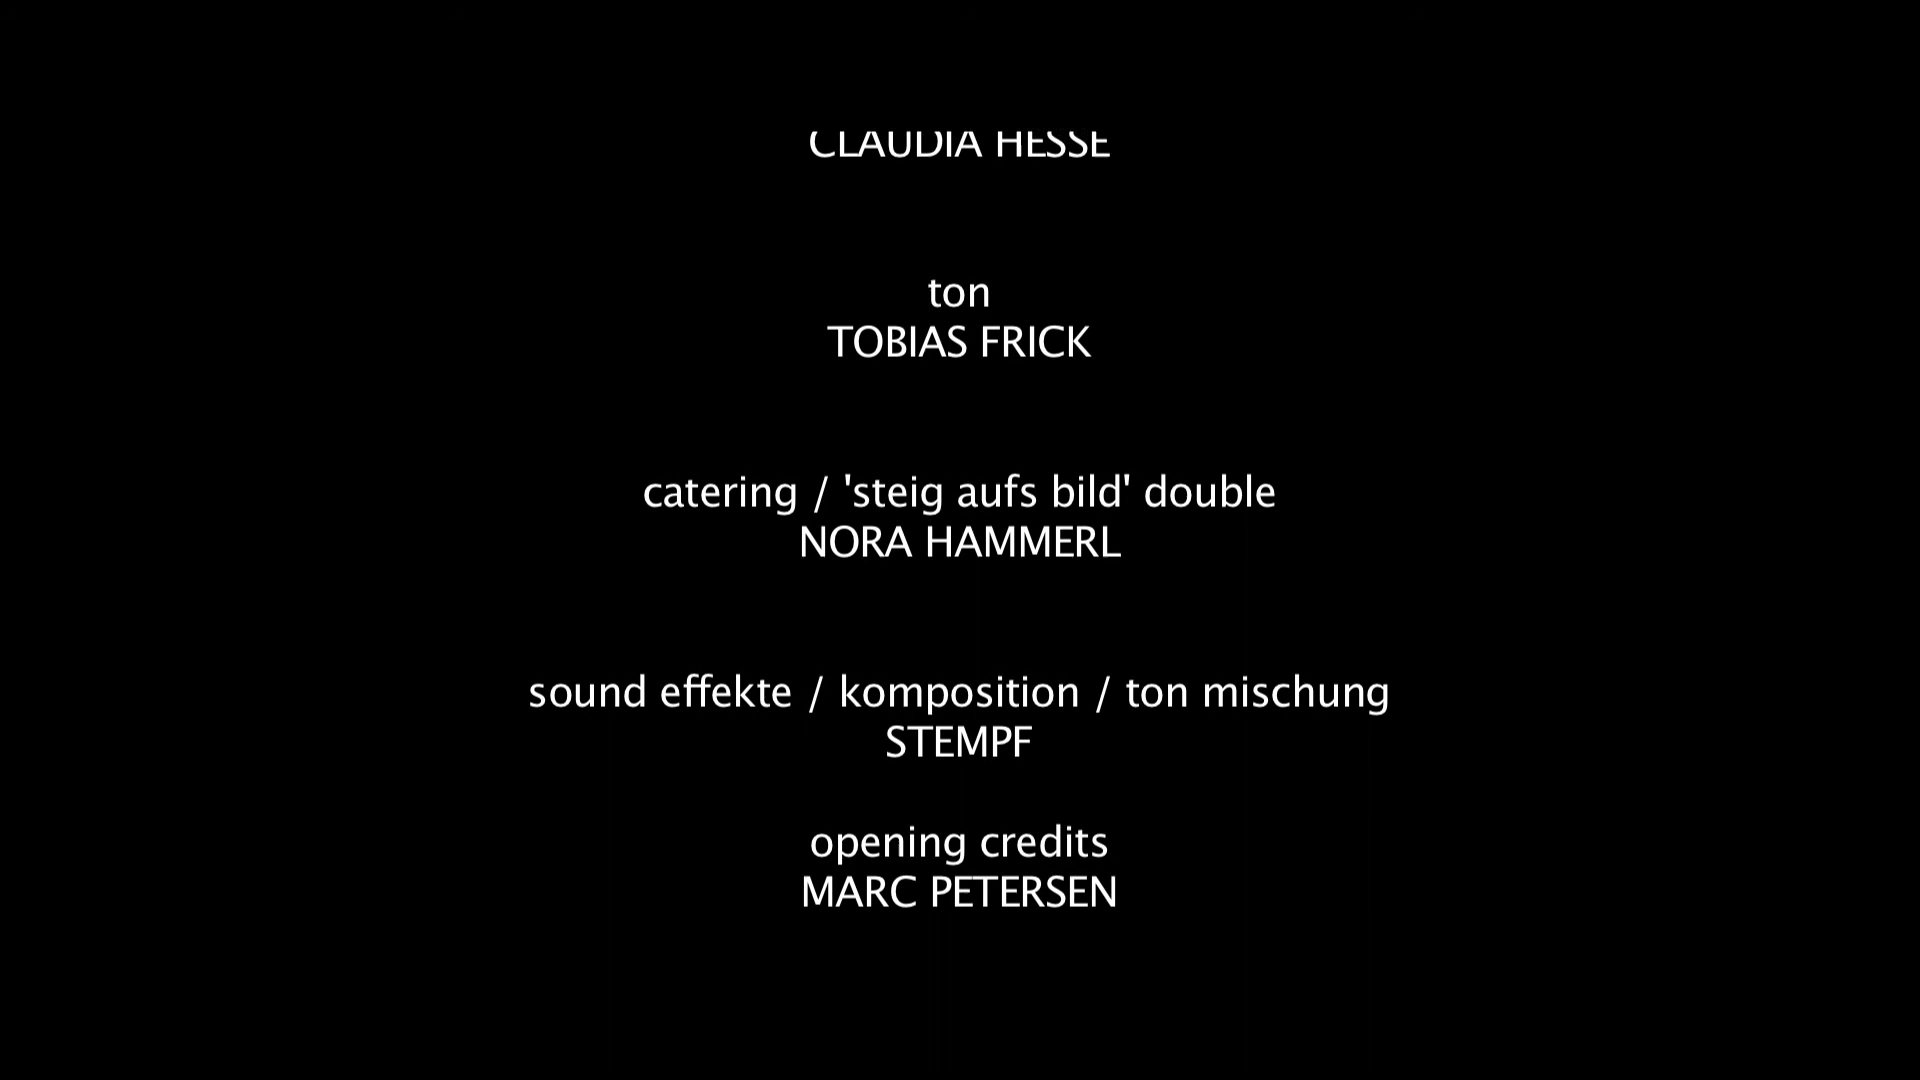 CLAUDIA HESSE
ton
TOBIAS FRICK
catering / 'steig aufs bild' double
NORA HAMMERL
sound effekte / komposition / ton mischung
STEMPF
opening credits
MARC PETERSEN